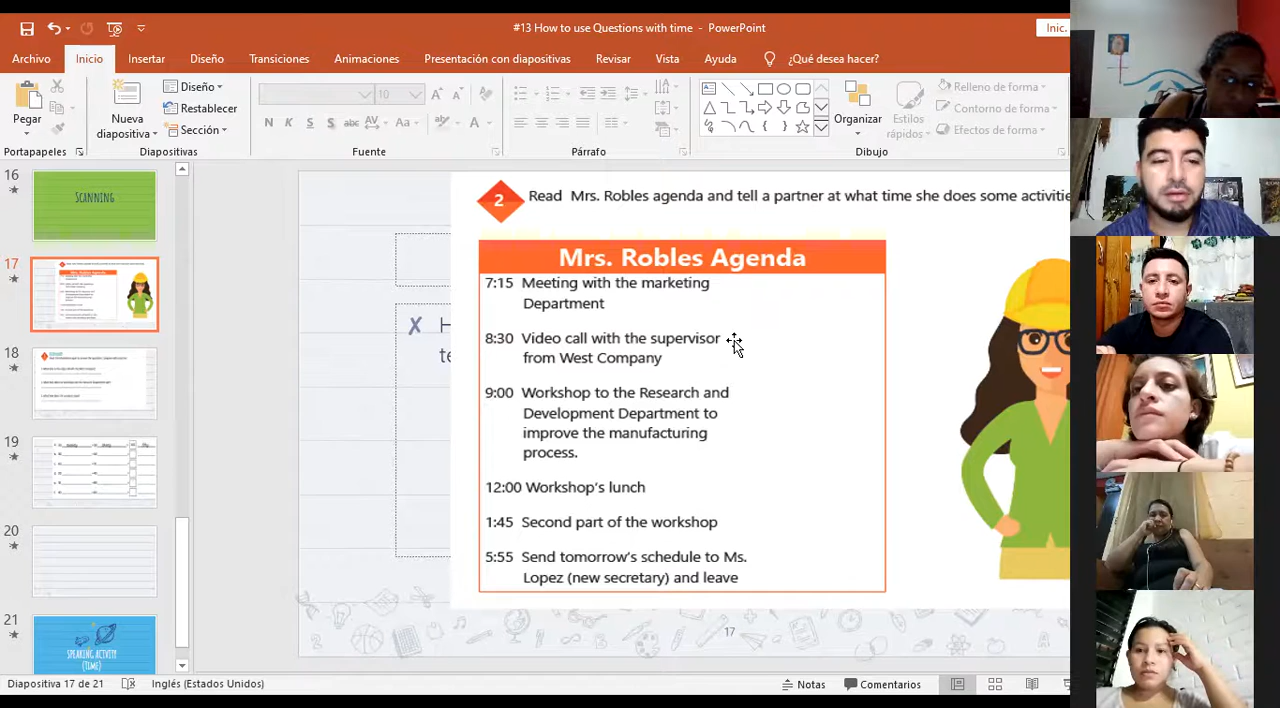 #13 How to use Questions with time - PowerPoint
Inic.
Archivo Inicio Insertar Diseño Transiciones Animaciones Presentación con diapositivas Revisar Vista Ayuda ¿Qué desea hacer?
Pegar
Nueva
diapositiva
Diseño
Restablecer
Sección
10
N K S S abc AV Aa A
Organizar
Estilos
rápidos
Relleno de forma
Contorno de forma
Efectos de forma
Portapapeles Diapositivas Fuente Párrafo Dibujo
16
SCANNING
17
18
19
20
21
SPEAKING ACTIVITY
(TIME)
2 Read Mrs. Robles agenda and tell a partner at what time she does some activitie
Mrs. Robles Agenda
7:15 Meeting with the marketing
Department
8:30 Video call with the supervisor
from West Company
9:00 Workshop to the Research and
Development Department to
improve the manufacturing
process.
12:00 Workshop's lunch
1:45 Second part of the workshop
5:55 Send tomorrow's schedule to Ms.
Lopez (new secretary) and leave
H
te
17
Diapositiva 17 de 21 Inglés (Estados Unidos) Notas Comentarios